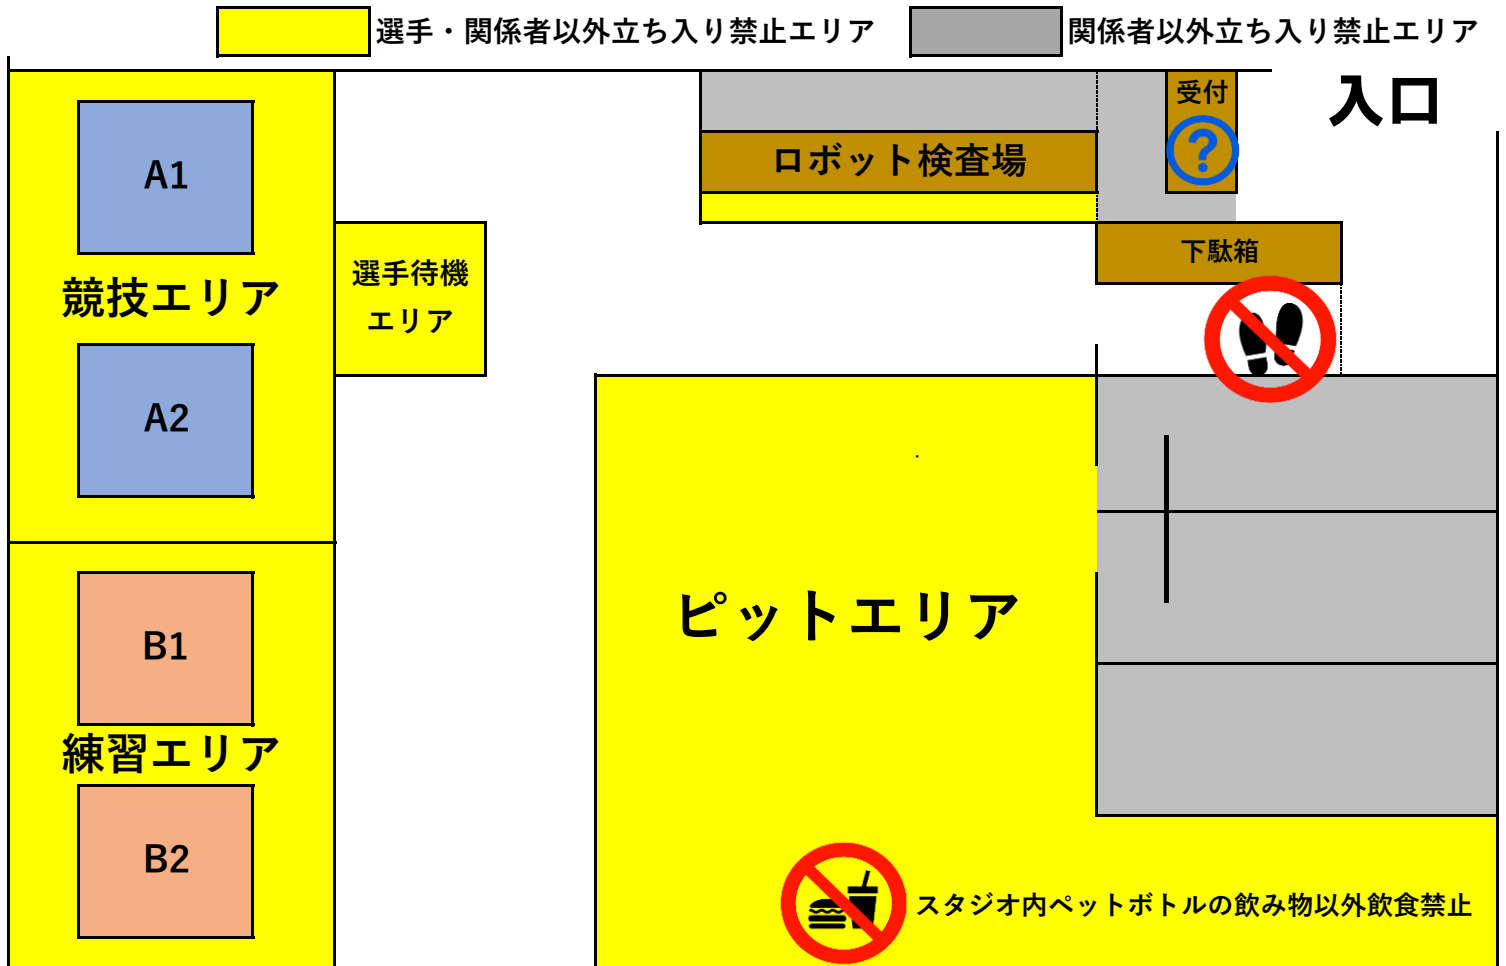 選手・関係者以外立ち入り禁止エリア
関係者以外立ち入り禁止エリア
入口
受付
?
ロボット検査場
下駄箱
A1
競技エリア
選手待機
エリア
A2
B1
ピットエリア
練習エリア
B2
スタジオ内ペットボトルの飲み物以外飲食禁止